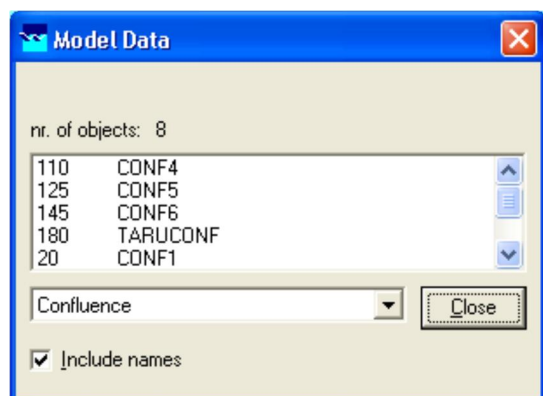 Model Data
nr. of objects: 8
110 CONF4
125 CONF5
145 CONF6
180 TARUCONF
20 CONF1
Confluence
Close
Include names